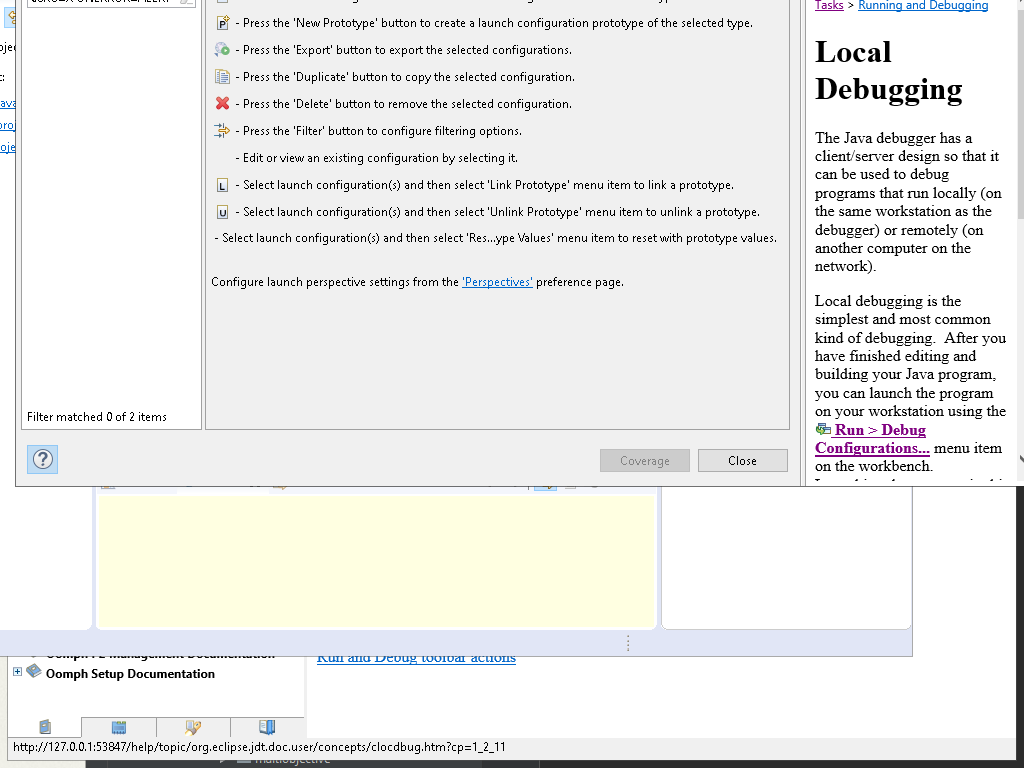 - Press the 'New Prototype' button to create a launch configuration prototype of the selected type.
- Press the 'Export' button to export the selected configurations.
- Press the 'Duplicate' button to copy the selected configuration.
- Press the 'Delete' button to remove the selected configuration.
- Press the 'Filter' button to configure filtering options.
- Edit or view an existing configuration by selecting it.
L - Select launch configuration(s) and then select 'Link Prototype' menu item to link a prototype.
U - Select launch configuration(s) and then select 'Unlink Prototype' menu item to unlink a prototype.
- Select launch configuration(s) and then select 'Res...ype Values' menu item to reset with prototype values.
Configure launch perspective settings from the 'Perspectives' preference page.
Filter matched 0 of 2 items
Coverage
Close
Tasks > Running and Debugging
Local
Debugging
The Java debugger has a
client/server design so that it
can be used to debug
programs that run locally (on
the same workstation as the
debugger) or remotely (on
another computer on the
network).
Local debugging is the
simplest and most common
kind of debugging.  After you
have finished editing and
building your Java program,
you can launch the program
on your workstation using the
Run > Debug
Configurations... menu item
on the workbench.
Oomph P2 Management Documentation
Oomph Setup Documentation
Run and Debug toolbar actions
http://127.0.0.1:53847/help/topic/org.eclipse.jdt.doc.user/concepts/clocdbug.htm?cp=1_2_11
multiobjective